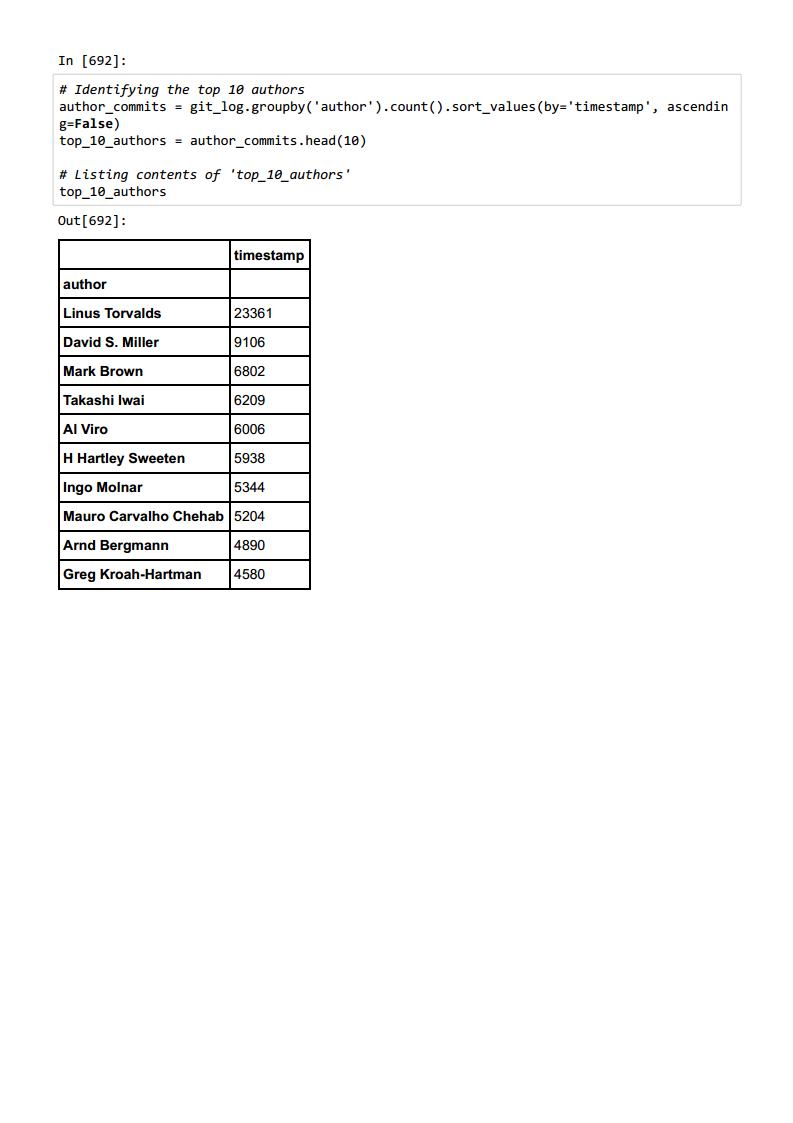 In [692]:
# Identifying the top 10 authors
author_commits = git_log.groupby('author').count().sort_values(by='timestamp', ascendin
g=False)
top_10_authors = author_commits.head(10)
# Listing contents of 'top_10_authors'
top_10_authors
Out[692]:
timestamp
author
Linus Torvalds 23361
David S. Miller 9106
Mark Brown 6802
Takashi Iwai 6209
Al Viro 6006
H Hartley Sweeten 5938
Ingo Molnar 5344
Mauro Carvalho Chehab 5204
Arnd Bergmann 4890
Greg Kroah-Hartman 4580